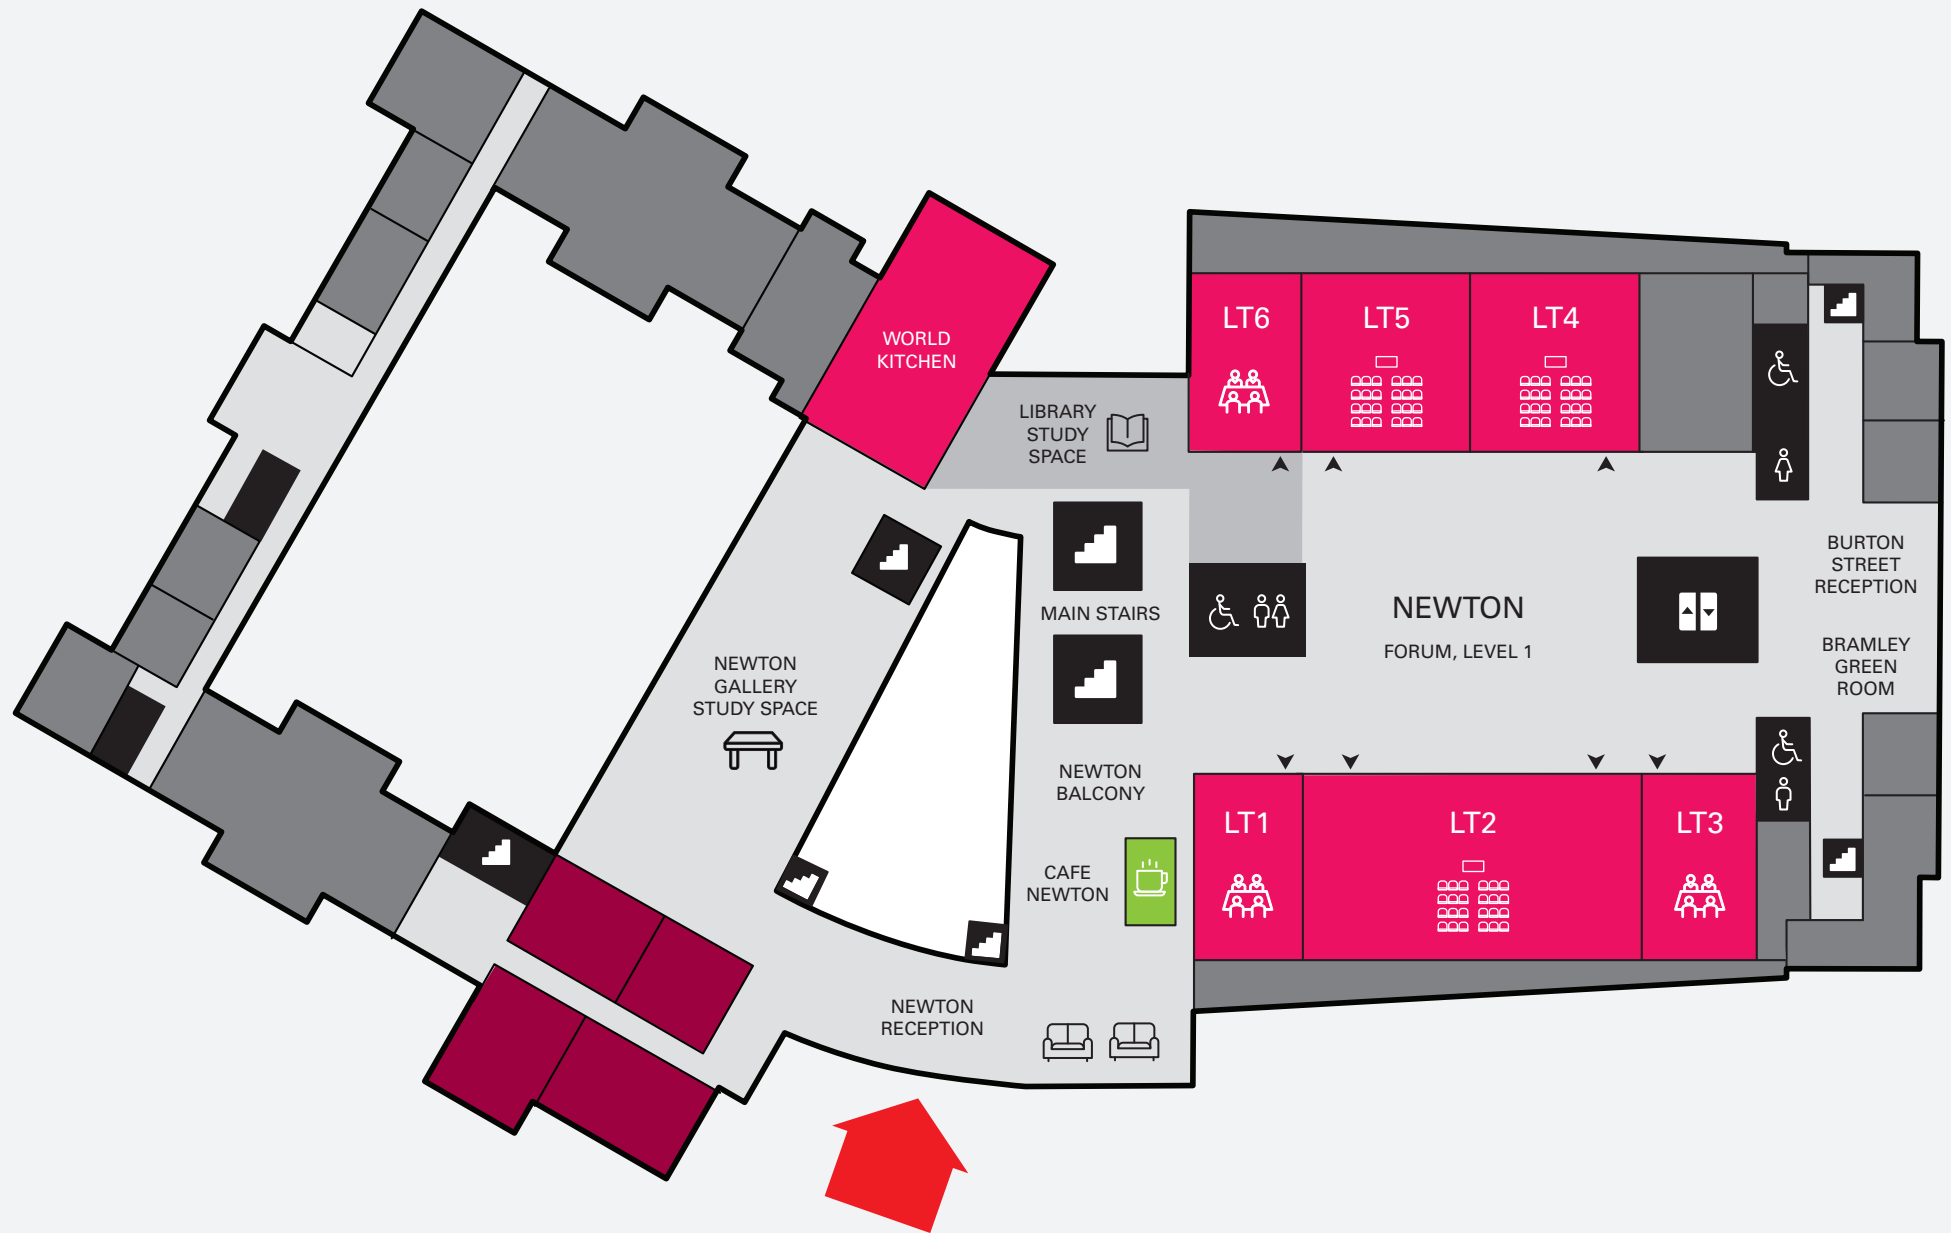 WORLD
KITCHEN
LIBRARY
STUDY
SPACE
LT6
LT5
LT4
MAIN STAIRS
NEWTON
FORUM, LEVEL 1
BURTON
STREET
RECEPTION
BRAMLEY
GREEN
ROOM
NEWTON
GALLERY
STUDY SPACE
NEWTON
BALCONY
CAFE
NEWTON
LT1
LT2
LT3
NEWTON
RECEPTION